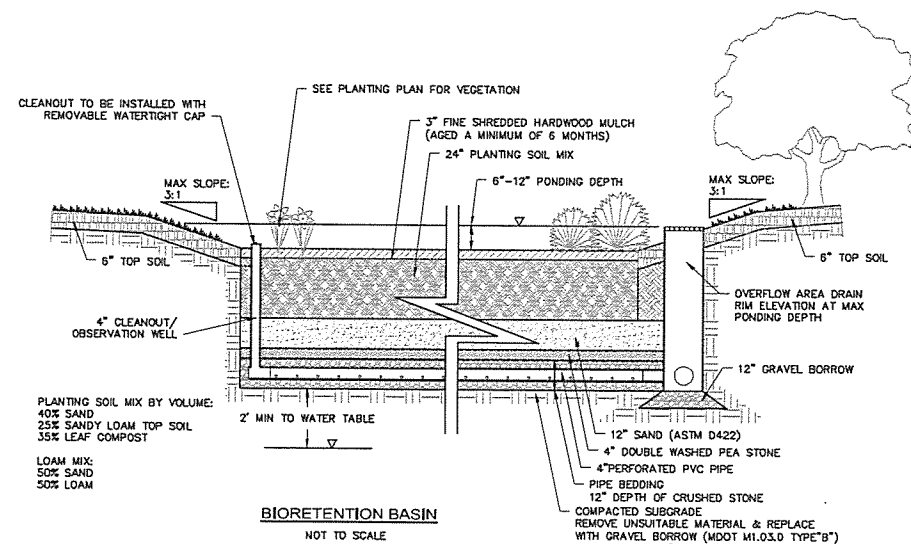 SEE PLANTING PLAN FOR VEGETATION
CLEANOUT TO BE INSTALLED WITH
REMOVABLE WATERTIGHT CAP
3" FINE SHREDDED HARDWOOD MULCH
(AGED A MINIMUM OF 6 MONTHS)
24" PLANTING SOIL MIX
6"-12" PONDING DEPTH
MAX SLOPE:
3:1
MAX SLOPE:
3:1
6" TOP SOIL
6" TOP SOIL
OVERFLOW AREA DRAIN
RIM ELEVATION AT MAX
PONDING DEPTH
4" CLEANOUT/
OBSERVATION WELL
12" GRAVEL BORROW
PLANTING SOIL MIX BY VOLUME:
40% SAND
25% SANDY LOAM TOP SOIL
35% LEAF COMPOST
LOAM MIX:
50% SAND
50% LOAM
2' MIN TO WATER TABLE
12" SAND (ASTM D422)
4" DOUBLE WASHED PEA STONE
4"PERFORATED PVC PIPE
PIPE BEDDING
12" DEPTH OF CRUSHED STONE
COMPACTED SUBGRADE
REMOVE UNSUITABLE MATERIAL & REPLACE
WITH GRAVEL BORROW (MDOT M1.03.0 TYPE"B")
BIORETENTION BASIN
NOT TO SCALE